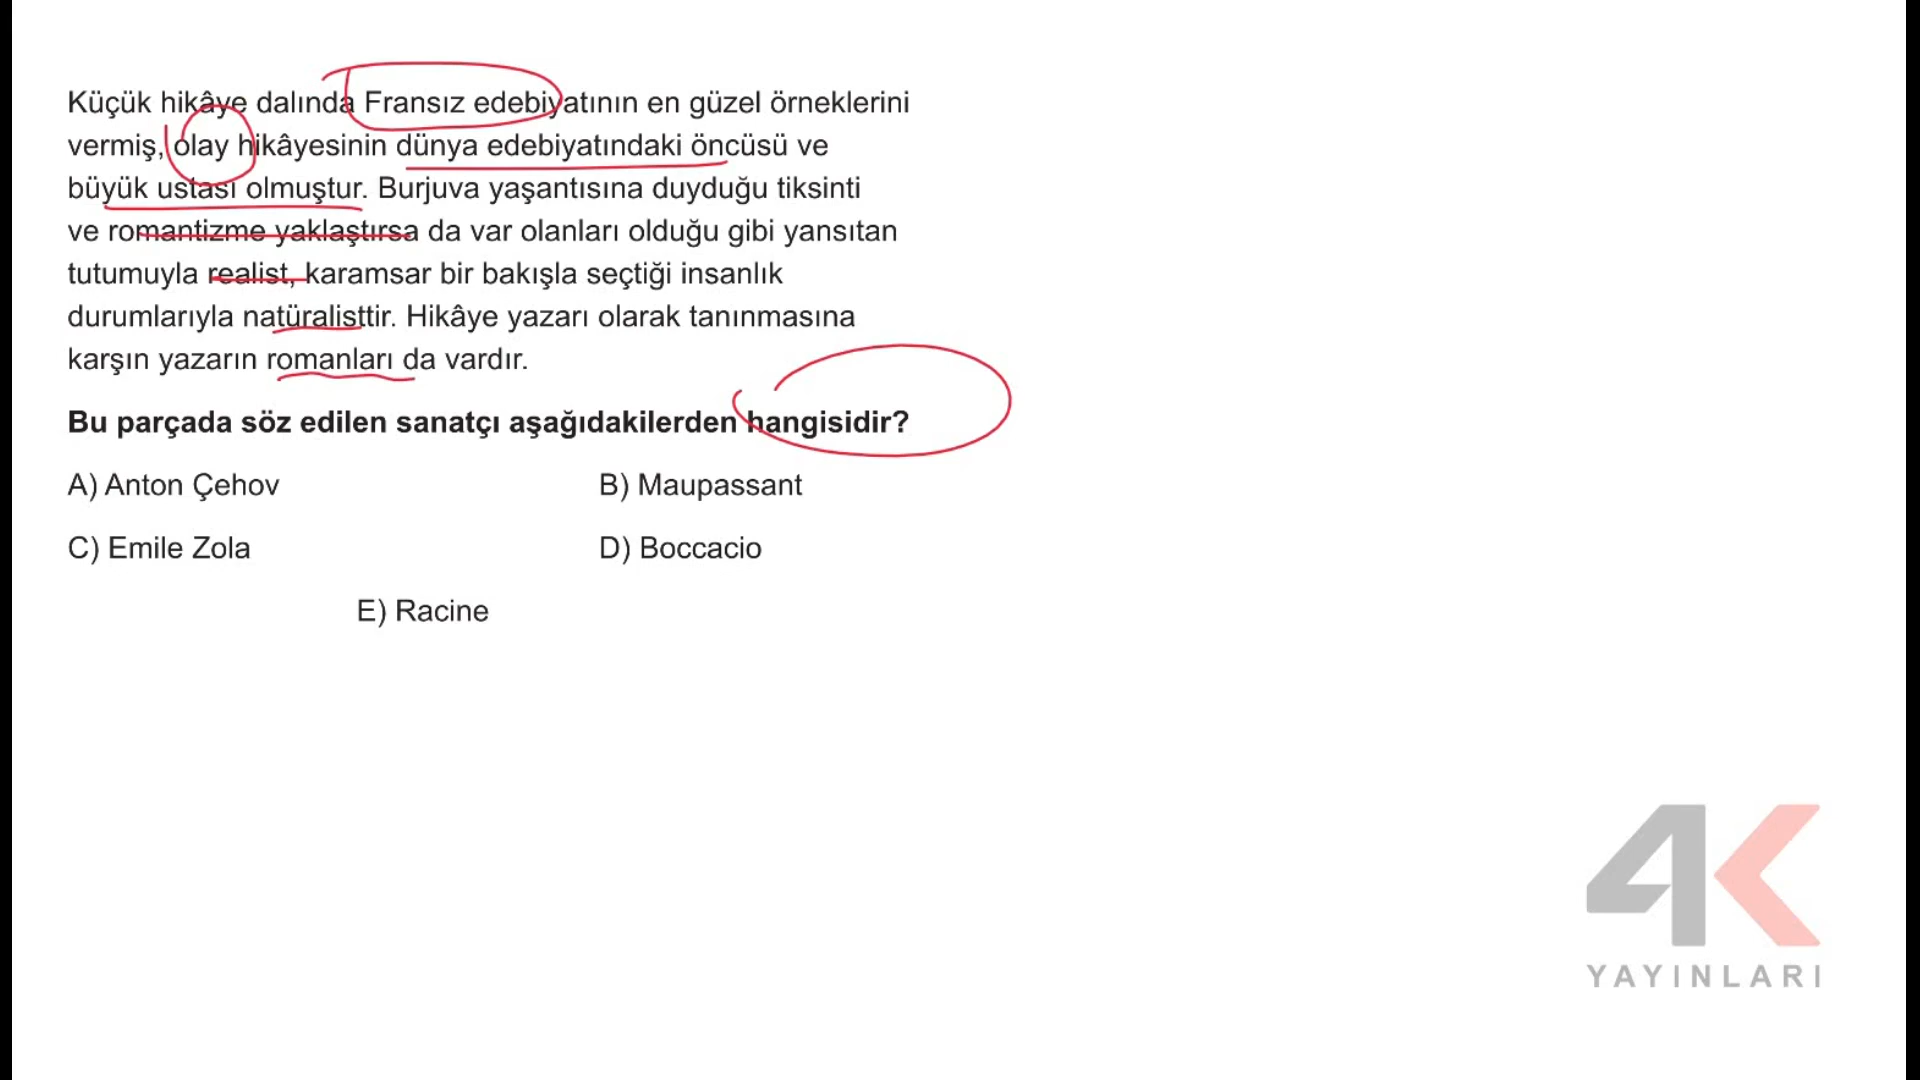 Küçük hikâye dalında Fransız edebiyatının en güzel örneklerini
vermiş, olay hikâyesinin dünya edebiyatındaki öncüsü ve
büyük ustası olmuştur. Burjuva yaşantısına duyduğu tiksinti
ve romantizme yaklaştırsa da var olanları olduğu gibi yansıtan
tutumuyla realist, karamsar bir bakışla seçtiği insanlık
durumlarıyla natüralisttir. Hikâye yazarı olarak tanınmasına
karşın yazarın romanları da vardır.
Bu parçada söz edilen sanatçı aşağıdakilerden hangisidir?
A) Anton Çehov
B) Maupassant
C) Emile Zola
D) Boccacio
E) Racine
4K
YAYINLARI